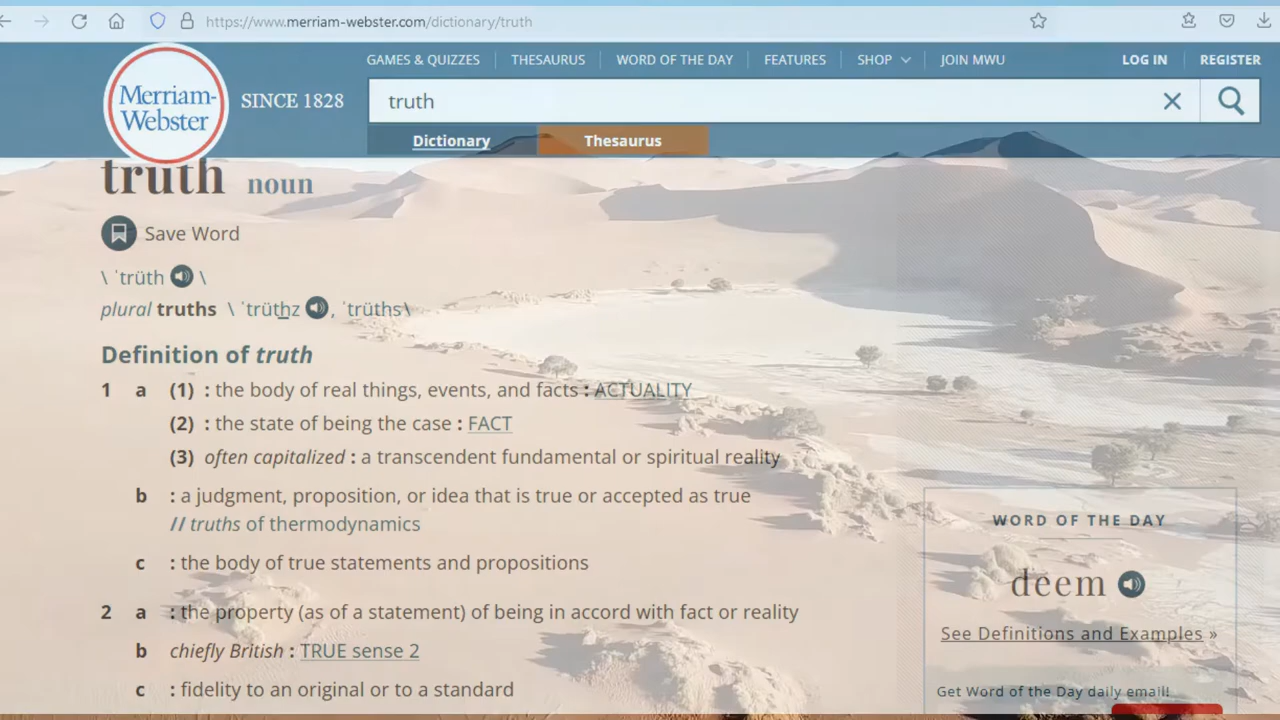 https://www.merriam-webster.com/dictionary/truth
GAMES & QUIZZES THESAURUS WORD OF THE DAY FEATURES SHOP JOIN MWU LOG IN REGISTER
Merriam-
Webster
SINCE 1828
truth
Dictionary Thesaurus
truth noun
Save Word
\ ˈtrüth \
plural truths \ ˈtrüt͟hz , ˈtrüths\
Definition of truth
1 a (1) : the body of real things, events, and facts : ACTUALITY
(2) : the state of being the case : FACT
(3) often capitalized : a transcendent fundamental or spiritual reality
b : a judgment, proposition, or idea that is true or accepted as true
// truths of thermodynamics
c : the body of true statements and propositions
2 a : the property (as of a statement) of being in accord with fact or reality
b chiefly British : TRUE sense 2
c : fidelity to an original or to a standard
WORD OF THE DAY
deem
See Definitions and Examples »
Get Word of the Day daily email!